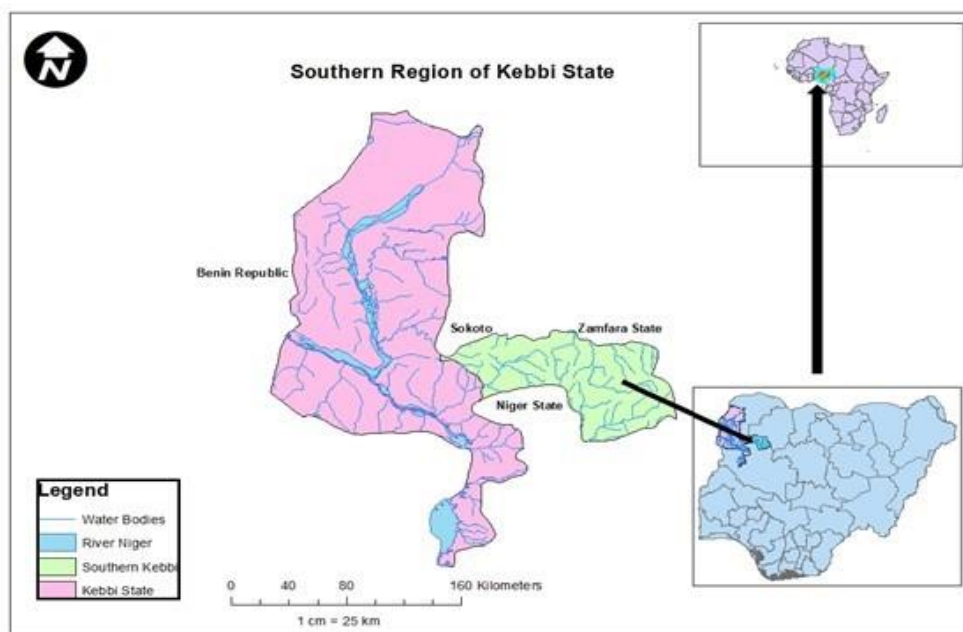 N
Southern Region of Kebbi State
Benin Republic
Sokoto
Zamfara State
Niger State
Legend
Water Bodies
River Niger
Southern Kebbi
Kebbi State
0 40 80 160 Kilometers
1 cm = 25 km